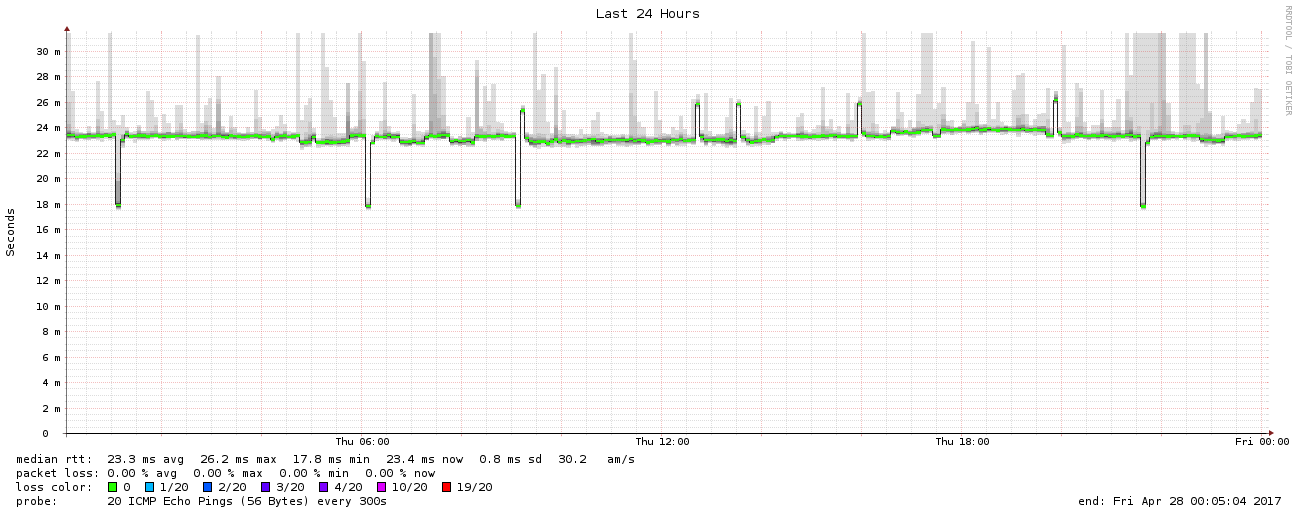 Last 24 Hours
RRDTOOL / TOBI OETIKER
Seconds
30 m
28 m
26 m
24 m
22 m
20 m
18 m
16 m
14 m
12 m
10 m
8 m
6 m
4 m
2 m
0
Thu 06:00 Thu 12:00 Thu 18:00 Fri 00:00
median rtt: 23.3 ms avg 26.2 ms max 17.8 ms min 23.4 ms now 0.8 ms sd 30.2 am/s
packet loss: 0.00 % avg 0.00 % max 0.00 % min 0.00 % now
loss color: 0 1/20 2/20 3/20 4/20 10/20 19/20
probe: 20 ICMP Echo Pings (56 Bytes) every 300s end: Fri Apr 28 00:05:04 2017